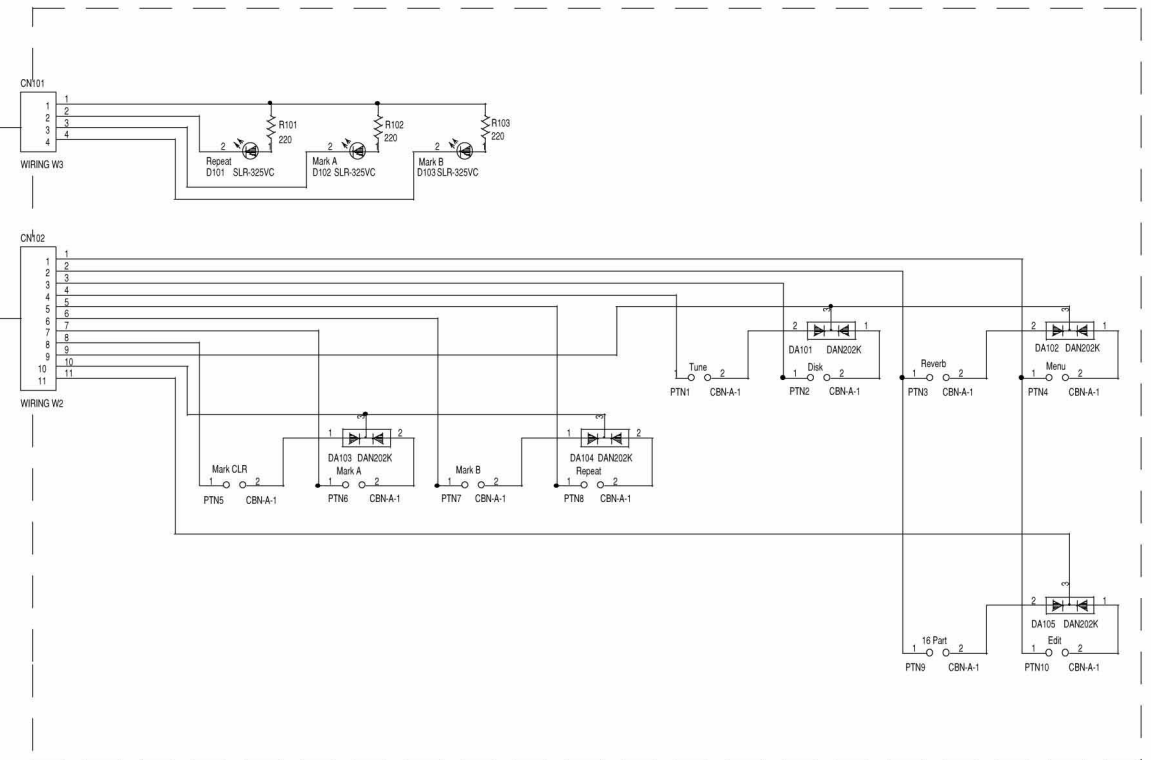 CN101
1 1
2 2
3 3
4 4
WIRING W3
R101
220
R102
220
R103
220
2 1
2 1
2 1
Repeat
D101 SLR-325VC
Mark A
D102 SLR-325VC
Mark B
D103 SLR-325VC
CN102
1 1
2 2
3 3
4 4
5 5
6 6
7 7
8 8
9 9
10 10
11 11
WIRING W2
3
2 1
DA101 DAN202K
3
2 1
DA102 DAN202K
Tune
1 2
PTN1 CBN-A-1
Disk
1 2
PTN2 CBN-A-1
Reverb
1 2
PTN3 CBN-A-1
Menu
1 2
PTN4 CBN-A-1
3
1 2
DA103 DAN202K
3
1 2
DA104 DAN202K
Mark CLR
1 2
PTN5 CBN-A-1
Mark A
1 2
PTN6 CBN-A-1
Mark B
1 2
PTN7 CBN-A-1
Repeat
1 2
PTN8 CBN-A-1
3
2 1
DA105 DAN202K
16 Part
1 2
PTN9 CBN-A-1
Edit
1 2
PTN10 CBN-A-1